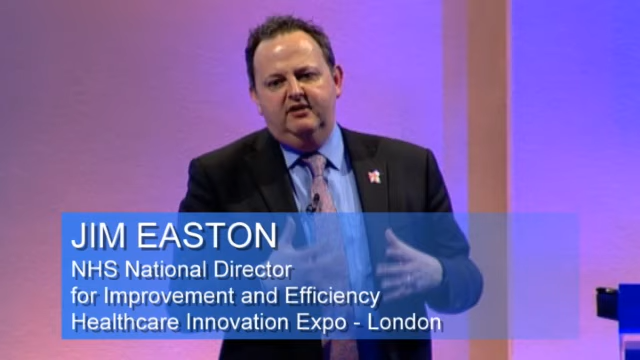 JIM EASTON
NHS National Director
for Improvement and Efficiency
Healthcare Innovation Expo - London